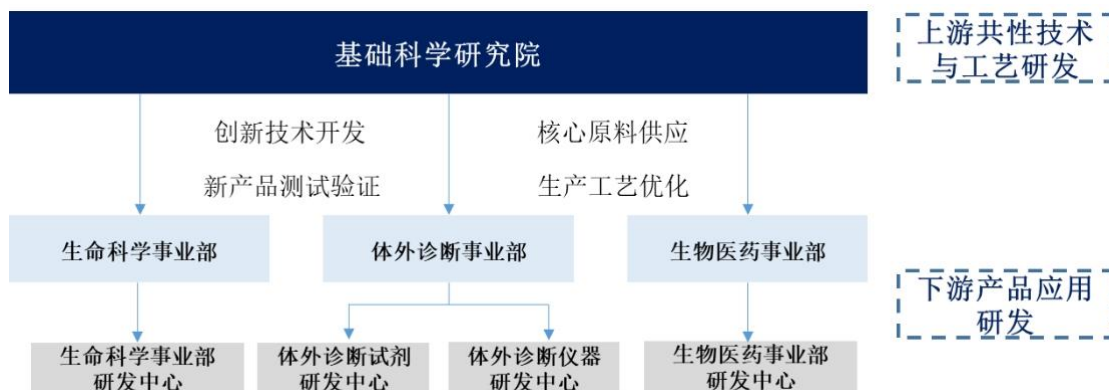 基础科学研究院
上游共性技术
与工艺研发
创新技术开发
核心原料供应
新产品测试验证
生产工艺优化
生命科学事业部
体外诊断事业部
生物医药事业部
下游产品应用
研发
生命科学事业部
研发中心
体外诊断试剂
研发中心
体外诊断仪器
研发中心
生物医药事业部
研发中心